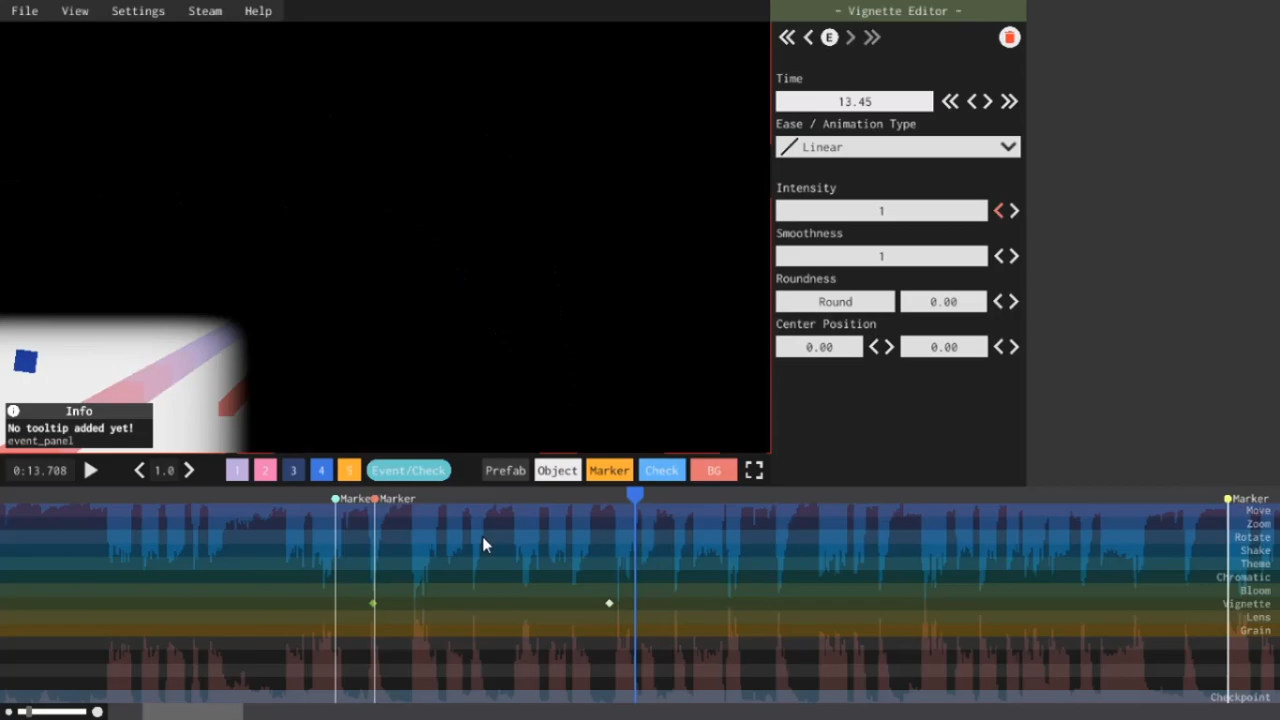 File View Settings Steam Help
- Vignette Editor -
E
Time
13.45
Ease / Animation Type
Linear
Intensity
1
Smoothness
1
Roundness
Round 0.00
Center Position
0.00 0.00
Info
No tooltip added yet!
event_panel
0:13.708 1.0 1 2 3 4 5 Event/Check Prefab Object Marker Check BG
Marke Marker Marker
Move
Zoom
Rotate
Shake
Theme
Chromatic
Bloom
Vignette
Lens
Grain
Checkpoint